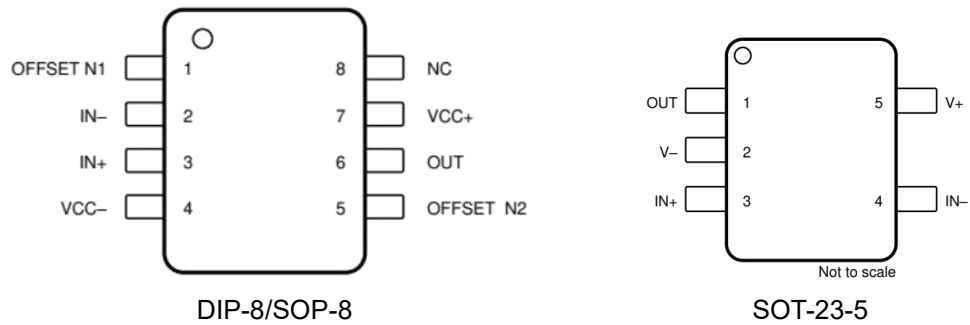 OFFSET N1 1 8 NC
IN– 2 7 VCC+
IN+ 3 6 OUT
VCC– 4 5 OFFSET N2
DIP-8/SOP-8
OUT 1 5 V+
V– 2
IN+ 3 4 IN–
Not to scale
SOT-23-5